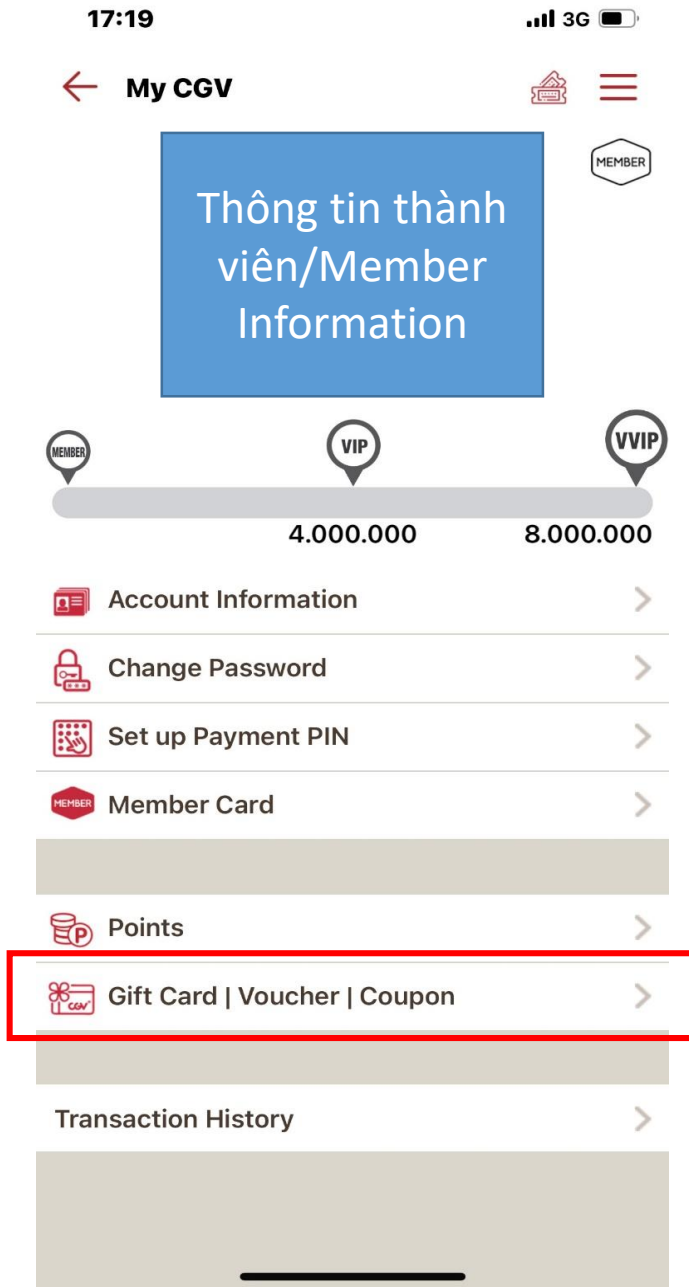 17:19
3G
My CGV
MEMBER
Thông tin thành
viên/Member
Information
MEMBER
VIP
VVIP
4.000.000
8.000.000
Account Information
Change Password
Set up Payment PIN
MEMBER
Member Card
P
Points
CGV
Gift Card | Voucher | Coupon
Transaction History